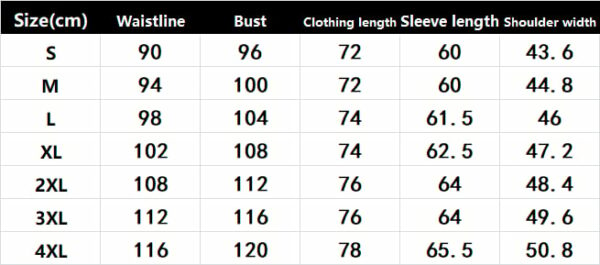 Size(cm) Waistline Bust Clothing length Sleeve length Shoulder width
S 90 96 72 60 43.6
M 94 100 72 60 44.8
L 98 104 74 61.5 46
XL 102 108 74 62.5 47.2
2XL 108 112 76 64 48.4
3XL 112 116 76 64 49.6
4XL 116 120 78 65.5 50.8